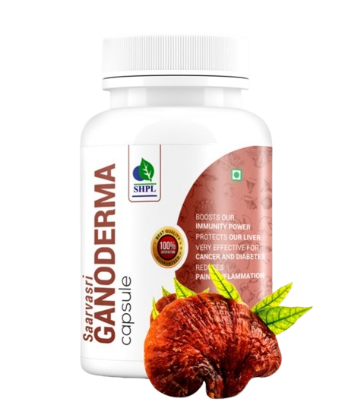 SHPL
Saarvasri
GANODERMA
capsule
100%
BOOSTS OUR
IMMUNITY POWER
PROTECTS OUR LIVER
VERY EFFECTIVE FOR
CANCER AND DIABETES
PAIN
INFLAMMATION